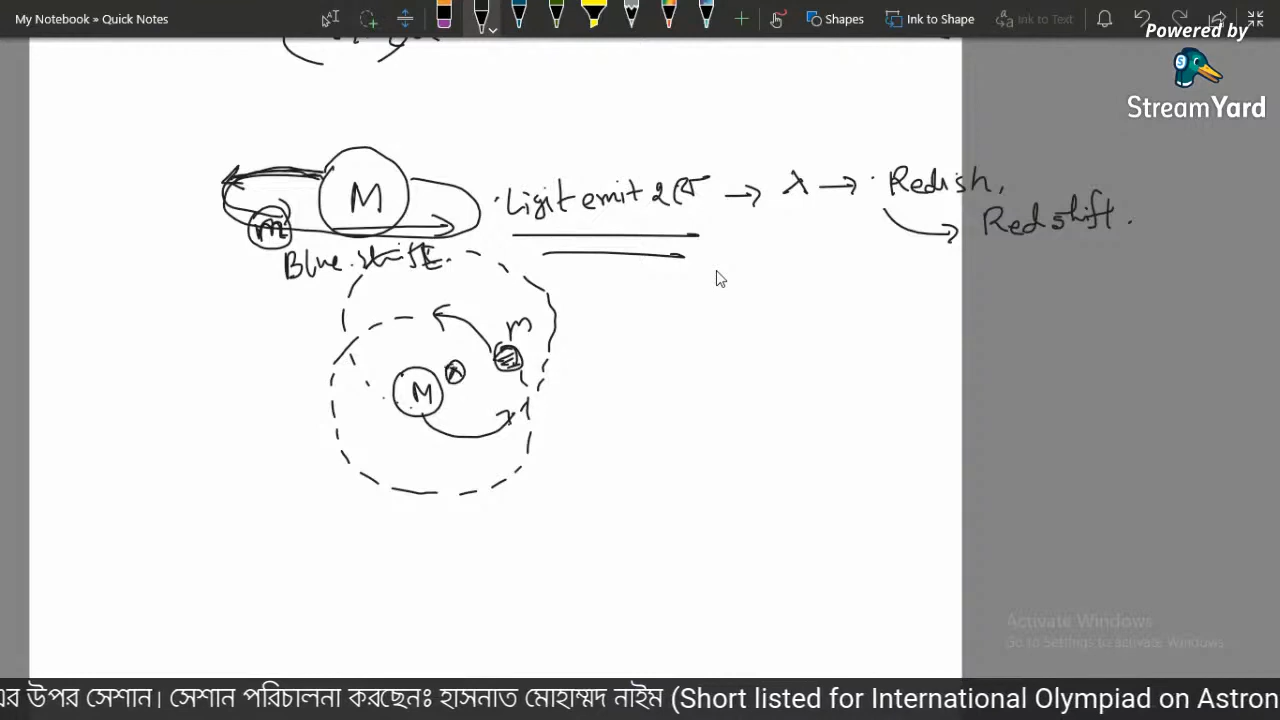 My Notebook » Quick Notes
Shapes
Ink to Shape
Ink to Text
Powered by
StreamYard
M
m
Light emit → λ → Redish,
Red shift.
Blue shift.
m
M
x
Activate Windows
Go to Settings to activate Windows.
এর উপর সেশান। সেশান পরিচালনা করছেনঃ হাসনাত মোহাম্মদ নাইম (Short listed for International Olympiad on Astron